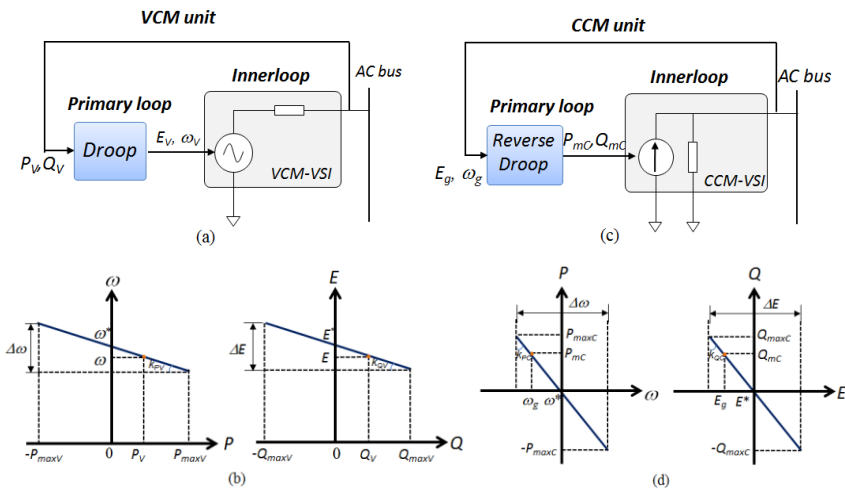 VCM unit
Innerloop
AC bus
Primary loop
Droop
E_V, ω_V
P_V, Q_V
VCM-VSI
(a)
CCM unit
Innerloop
AC bus
Primary loop
Reverse
Droop
P_mC, Q_mC
E_g, ω_g
CCM-VSI
(c)
ω
ω*
ω
Δω
k_PV
-P_maxV
0
P_V
P_maxV
P
E
E*
E
ΔE
k_QV
-Q_maxV
0
Q_V
Q_maxV
Q
(b)
P
Δω
P_maxC
k_PC
P_mC
ω_g
ω*
ω
-P_maxC
Q
ΔE
Q_maxC
k_QC
Q_mC
E_g
E*
E
-Q_maxC
(d)